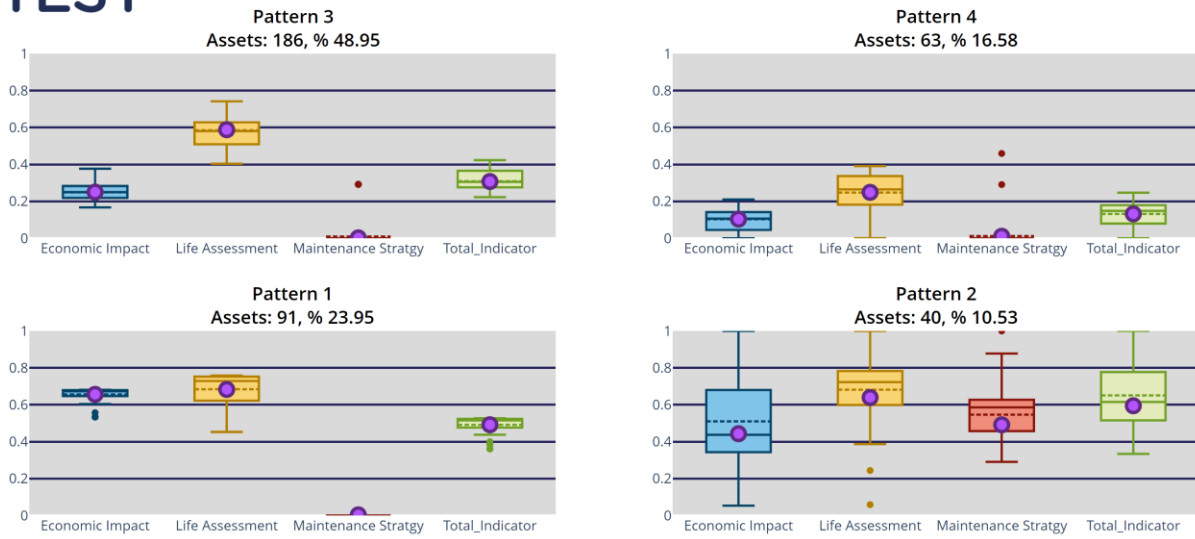 TEST
Pattern 3
Assets: 186, % 48.95
1
0.8
0.6
0.4
0.2
0
Economic Impact Life Assessment Maintenance Stratgy Total_Indicator
Pattern 4
Assets: 63, % 16.58
1
0.8
0.6
0.4
0.2
0
Economic Impact Life Assessment Maintenance Stratgy Total_Indicator
Pattern 1
Assets: 91, % 23.95
1
0.8
0.6
0.4
0.2
0
Economic Impact Life Assessment Maintenance Stratgy Total_Indicator
Pattern 2
Assets: 40, % 10.53
1
0.8
0.6
0.4
0.2
0
Economic Impact Life Assessment Maintenance Stratgy Total_Indicator